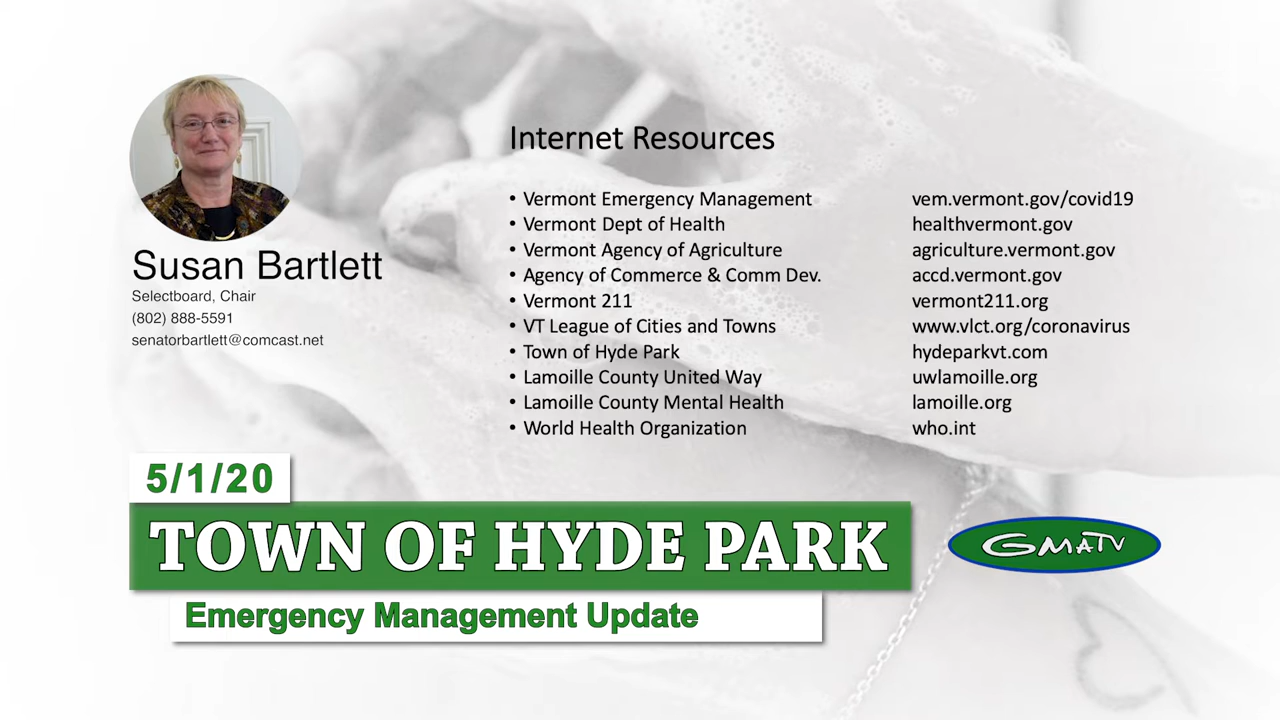 Susan Bartlett
Selectboard, Chair
(802) 888-5591
senatorbartlett@comcast.net
Internet Resources
• Vermont Emergency Management vem.vermont.gov/covid19
• Vermont Dept of Health healthvermont.gov
• Vermont Agency of Agriculture agriculture.vermont.gov
• Agency of Commerce & Comm Dev. accd.vermont.gov
• Vermont 211 vermont211.org
• VT League of Cities and Towns www.vlct.org/coronavirus
• Town of Hyde Park hydeparkvt.com
• Lamoille County United Way uwlamoille.org
• Lamoille County Mental Health lamoille.org
• World Health Organization who.int
5/1/20
TOWN OF HYDE PARK
GMATV
Emergency Management Update